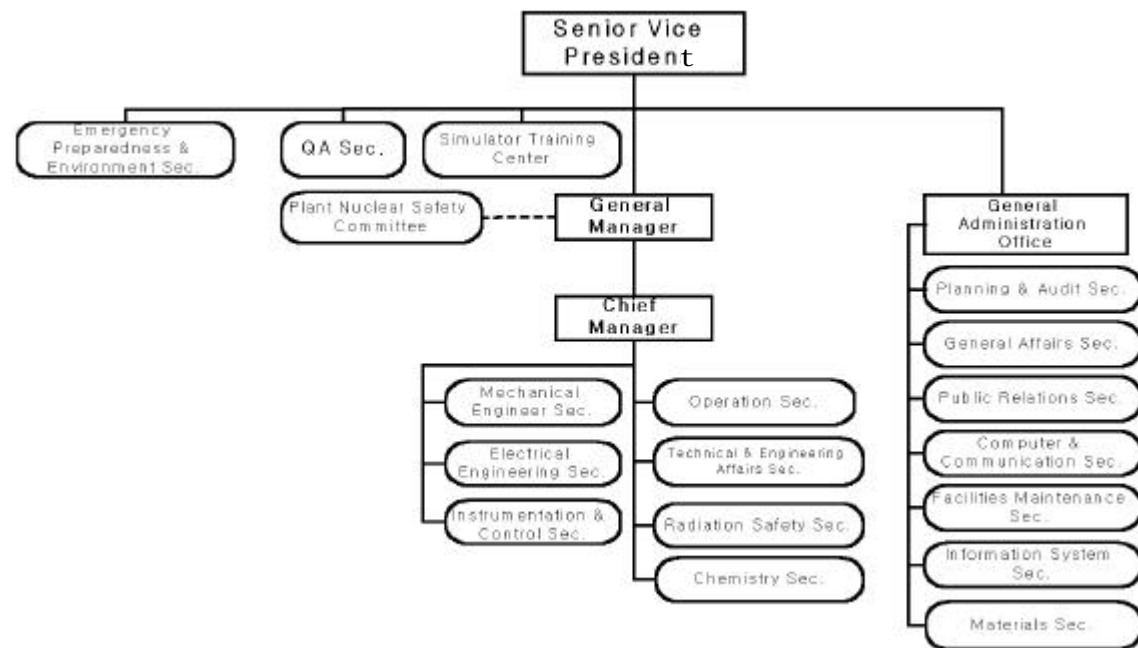 Senior Vice
President
Emergency
Preparedness &
Environment Sec.
QA Sec.
Simulator Training
Center
Plant Nuclear Safety
Committee
General
Manager
General
Administration
Office
Chief
Manager
Mechanical
Engineer Sec.
Electrical
Engineering Sec.
Instrumentation &
Control Sec.
Operation Sec.
Technical & Engineering
Affairs Sec.
Radiation Safety Sec.
Chemistry Sec.
Planning & Audit Sec.
General Affairs Sec.
Public Relations Sec.
Computer &
Communication Sec.
Facilities Maintenance
Sec.
Information System
Sec.
Materials Sec.